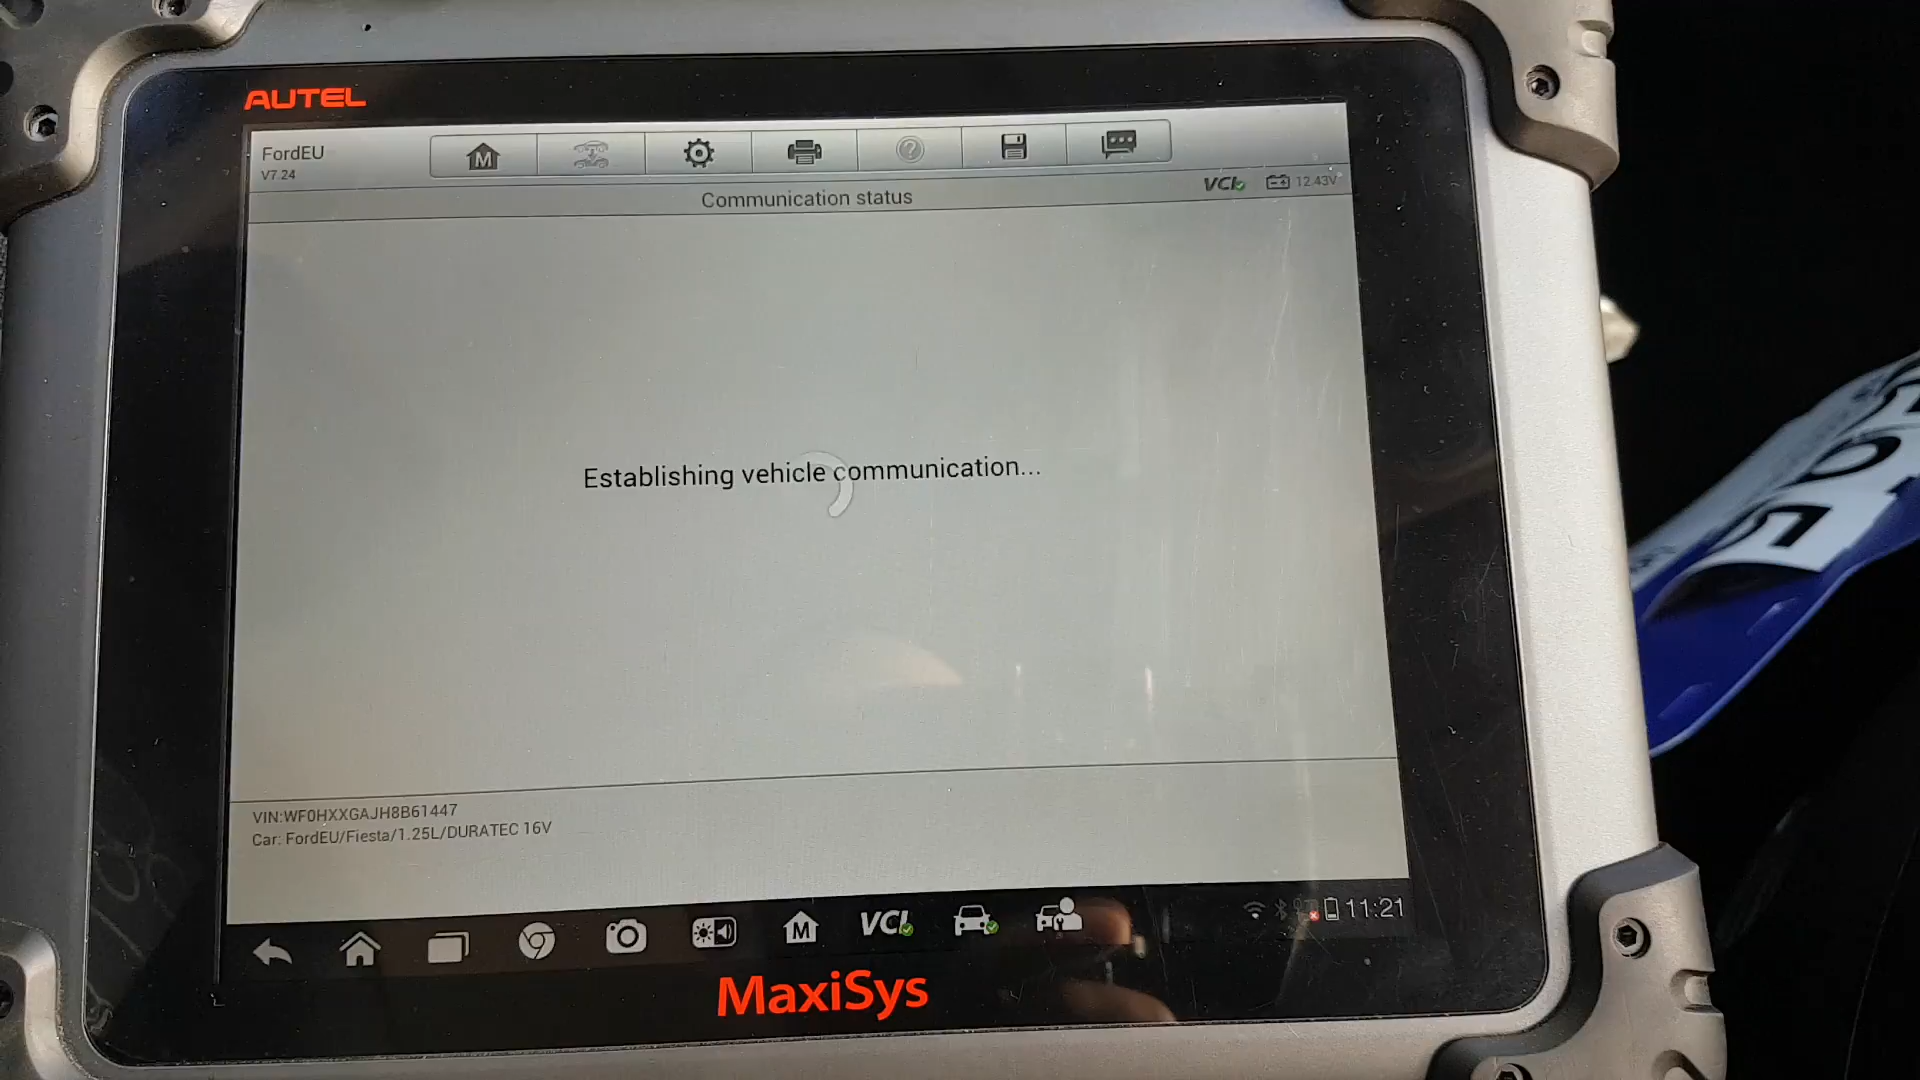 AUTEL
FordEU
V7.24
M
Communication status
VCI
12.43V
Establishing vehicle communication...
VIN:WF0HXXGAJH8B61447
Car: FordEU/Fiesta/1.25L/DURATEC 16V
M
VCI
11:21
MaxiSys